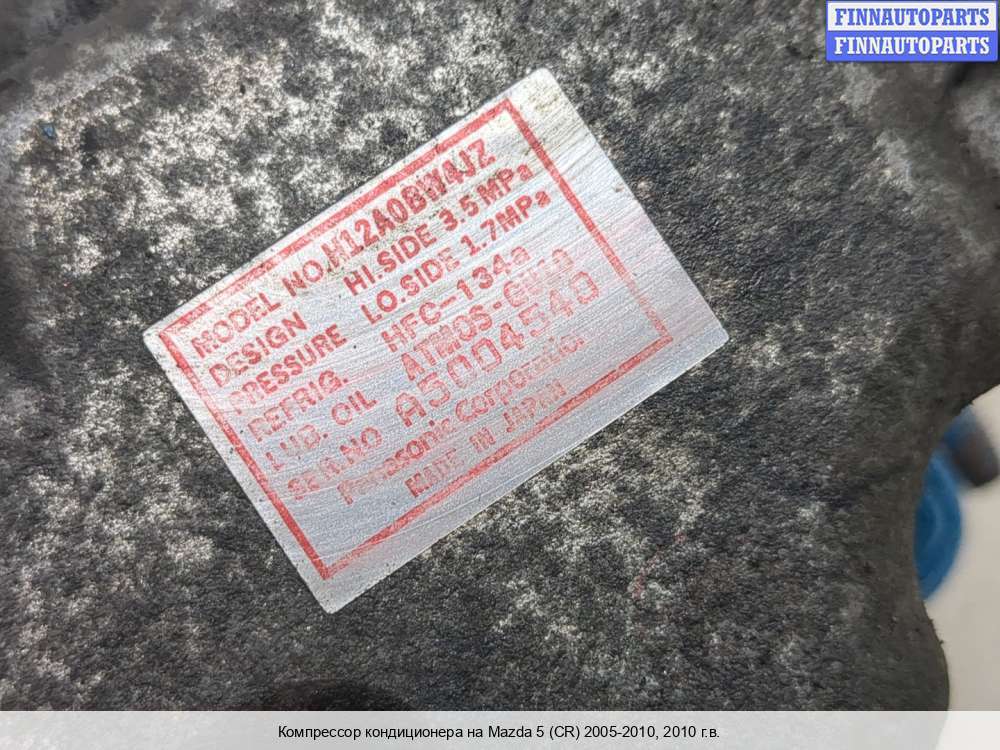 FINNAUTOPARTS
FINNAUTOPARTS
MODEL NO. H12A0BW4JZ
DESIGN HI.SIDE 3.5MPa
PRESSURE LO.SIDE 1.7MPa
REFRIG. HFC-134a
LUB. OIL ATMOS-GU10
SER.NO A5004540
Panasonic Corporation
MADE IN JAPAN
Компрессор кондиционера на Mazda 5 (CR) 2005-2010, 2010 г.в.